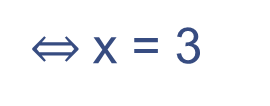 ⇔ x = 3